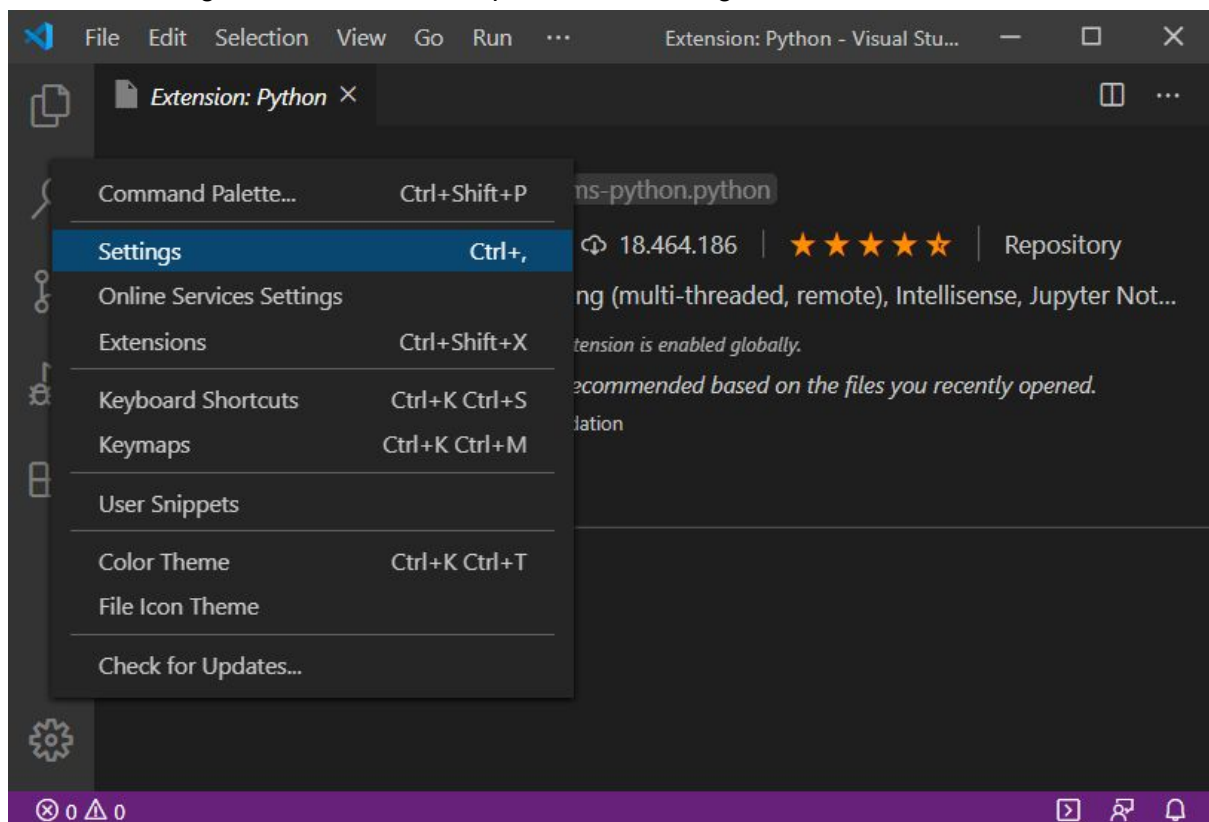 File Edit Selection View Go Run ··· Extension: Python - Visual Stu...
Extension: Python
Command Palette... Ctrl+Shift+P
Settings Ctrl+,
Online Services Settings
Extensions Ctrl+Shift+X
Keyboard Shortcuts Ctrl+K Ctrl+S
Keymaps Ctrl+K Ctrl+M
User Snippets
Color Theme Ctrl+K Ctrl+T
File Icon Theme
Check for Updates...
ms-python.python
18.464.186 | Repository
ng (multi-threaded, remote), Intellisense, Jupyter Not...
tension is enabled globally.
ecommended based on the files you recently opened.
dation
0 0